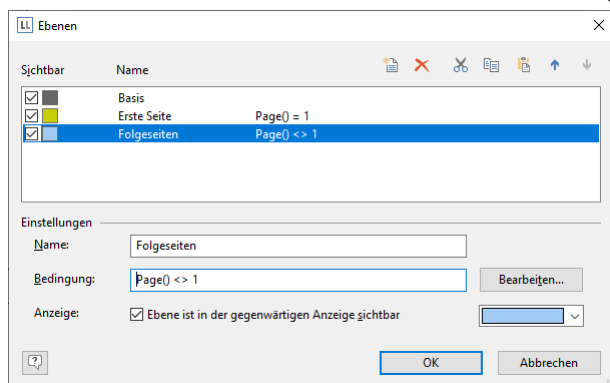 LL Ebenen
Sichtbar Name
Basis
Erste Seite Page() = 1
Folgeseiten Page() <> 1
Einstellungen
Name: Folgeseiten
Bedingung: Page() <> 1 Bearbeiten...
Anzeige: Ebene ist in der gegenwärtigen Anzeige sichtbar
? OK Abbrechen